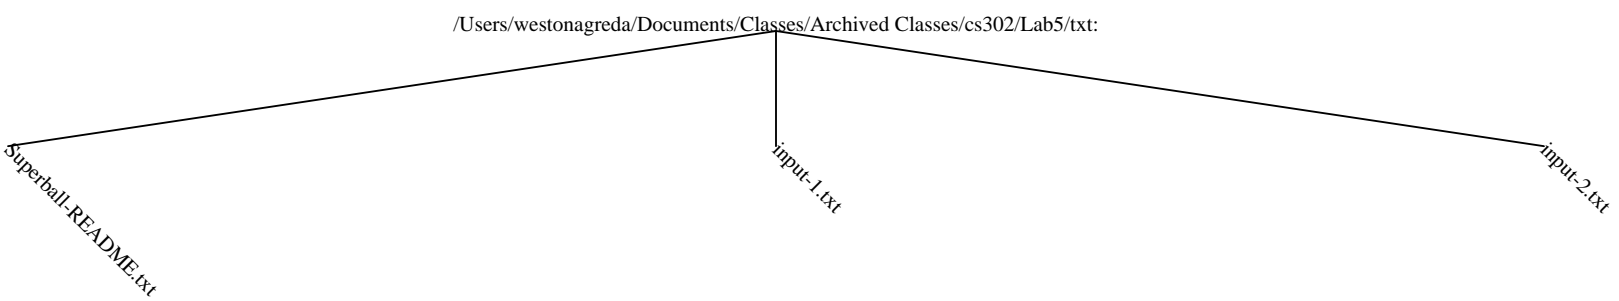 /Users/westonagreda/Documents/Classes/Archived Classes/cs302/Lab5/txt:
Superball-README.txt
input-1.txt
input-2.txt